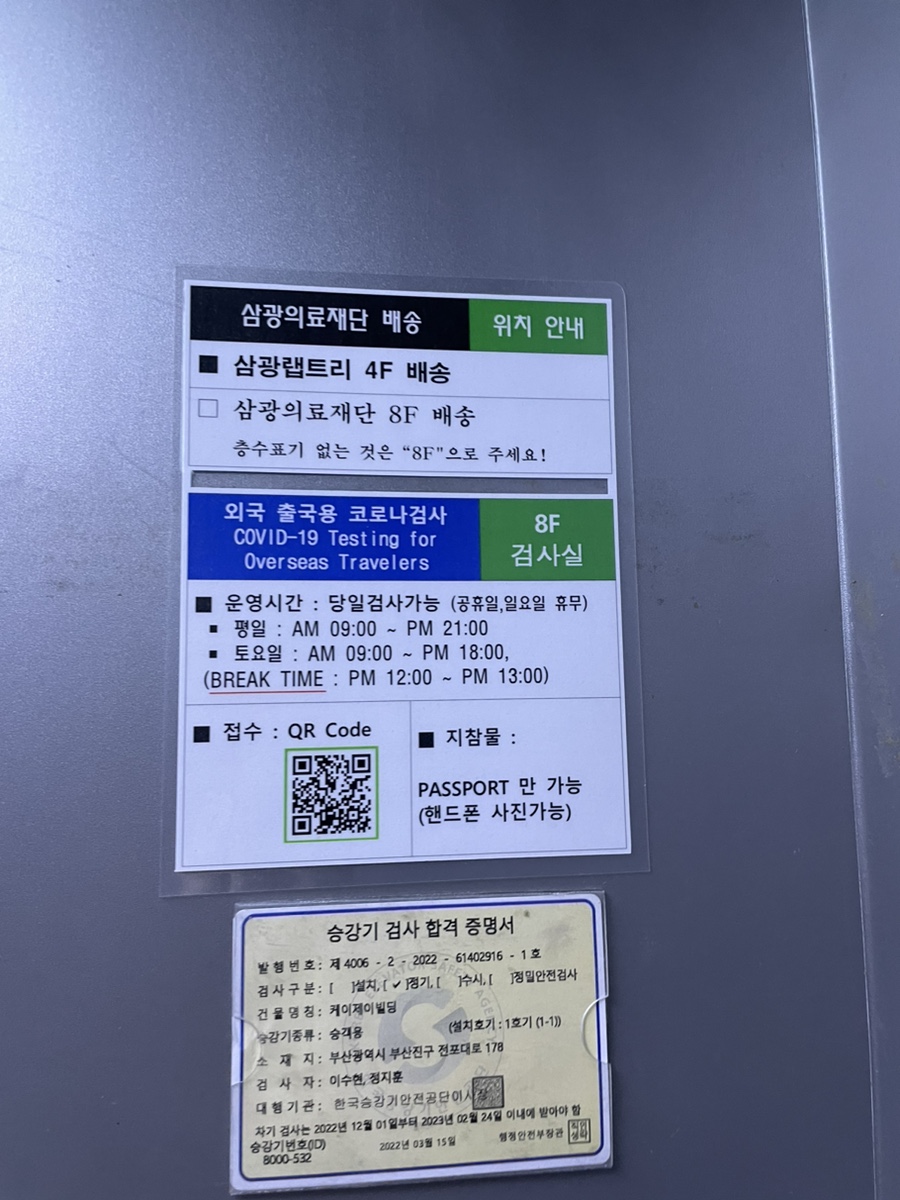 삼광의료재단 배송
위치 안내
■ 삼광랩트리 4F 배송
□ 삼광의료재단 8F 배송
층수표기 없는 것은 “8F"으로 주세요!
외국 출국용 코로나검사
COVID-19 Testing for
Overseas Travelers
8F
검사실
■ 운영시간 : 당일검사가능 (공휴일,일요일 휴무)
▪ 평일 : AM 09:00 ~ PM 21:00
▪ 토요일 : AM 09:00 ~ PM 18:00,
(BREAK TIME : PM 12:00 ~ PM 13:00)
■ 접수 : QR Code
■ 지참물 :
PASSPORT 만 가능
(핸드폰 사진가능)
승강기 검사 합격 증명서
발 행 번 호 : 제 4006 - 2 - 2022 - 61402916 - 1 호
검 사 구 분 : [ ]설치, [ ✔ ]정기, [ ]수시, [ ]정밀안전검사
건 물 명 칭 : 케이제이빌딩
승강기종류 : 승객용 (설치호기 : 1호기 (1-1))
소 재 지 : 부산광역시 부산진구 전포대로 178
검 사 자 : 이수현, 정지훈
대 행 기 관 : 한국승강기안전공단이사장
차기 검사는 2022년 12월 01일부터 2023년 02월 24일 이내에 받아야 함
승강기번호(ID)
8000-532
2022년 03월 15일
행정안전부장관
직인
생략